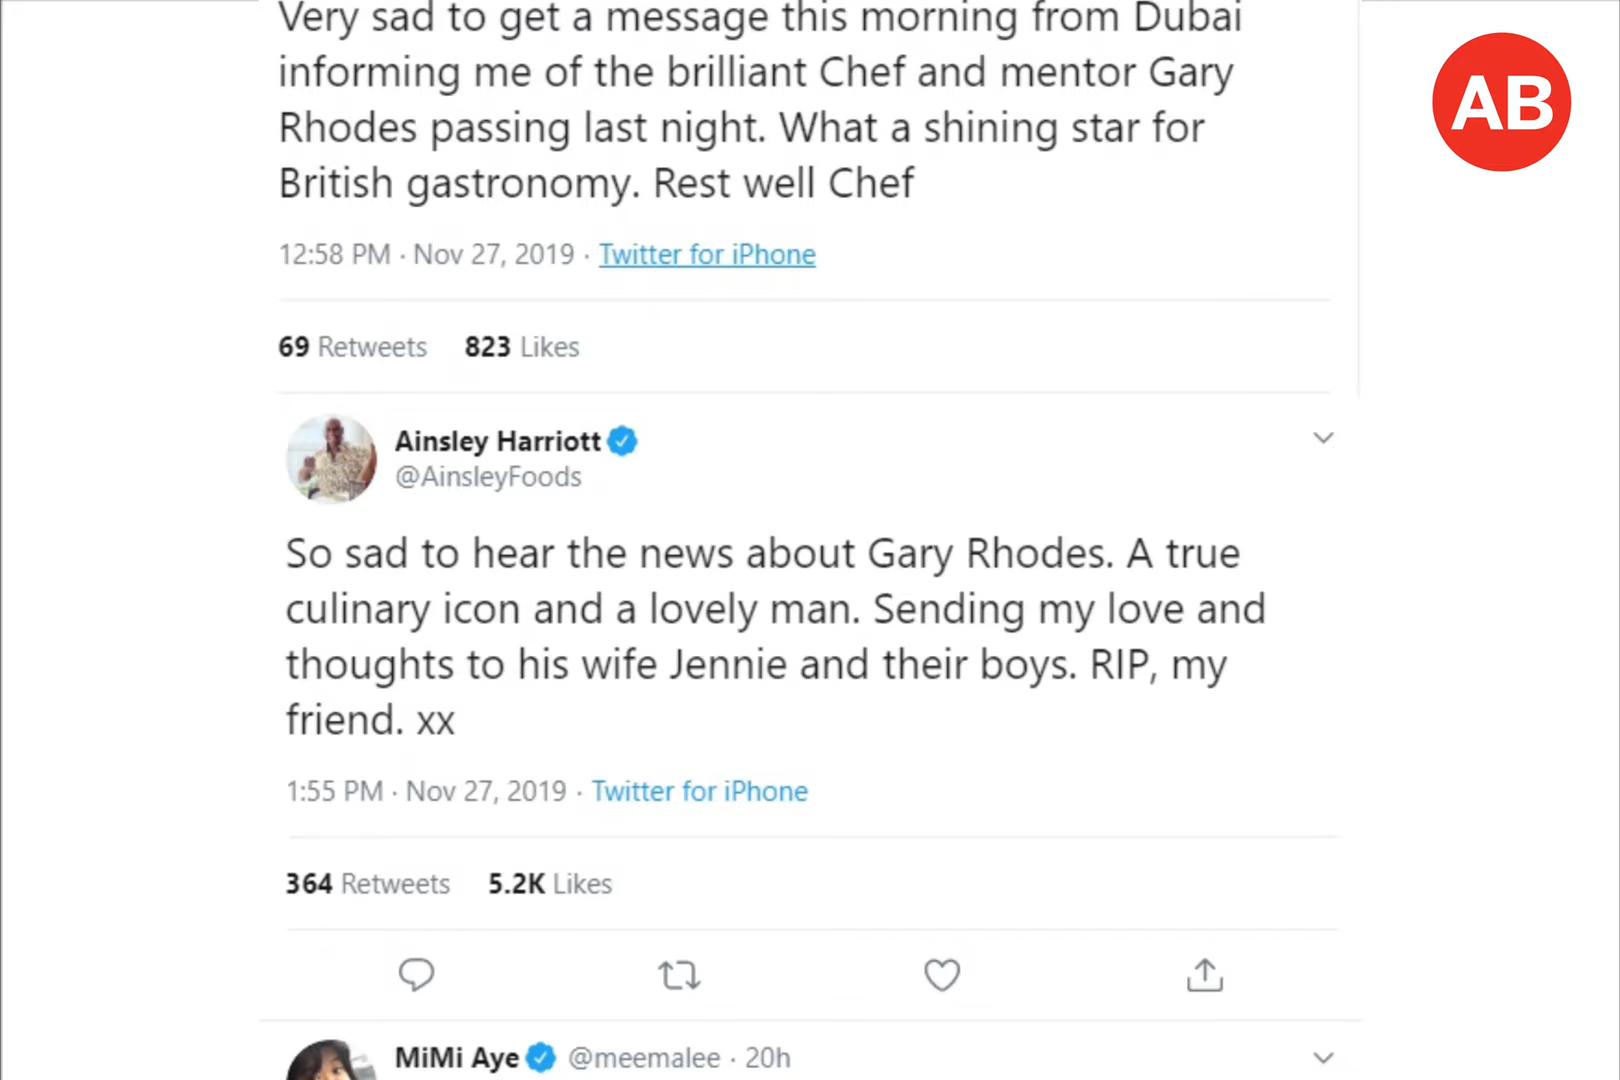 Very sad to get a message this morning from Dubai
informing me of the brilliant Chef and mentor Gary
Rhodes passing last night. What a shining star for
British gastronomy. Rest well Chef
12:58 PM · Nov 27, 2019 · Twitter for iPhone
69 Retweets 823 Likes
AB
Ainsley Harriott
@AinsleyFoods
So sad to hear the news about Gary Rhodes. A true
culinary icon and a lovely man. Sending my love and
thoughts to his wife Jennie and their boys. RIP, my
friend. xx
1:55 PM · Nov 27, 2019 · Twitter for iPhone
364 Retweets 5.2K Likes
MiMi Aye @meemalee · 20h